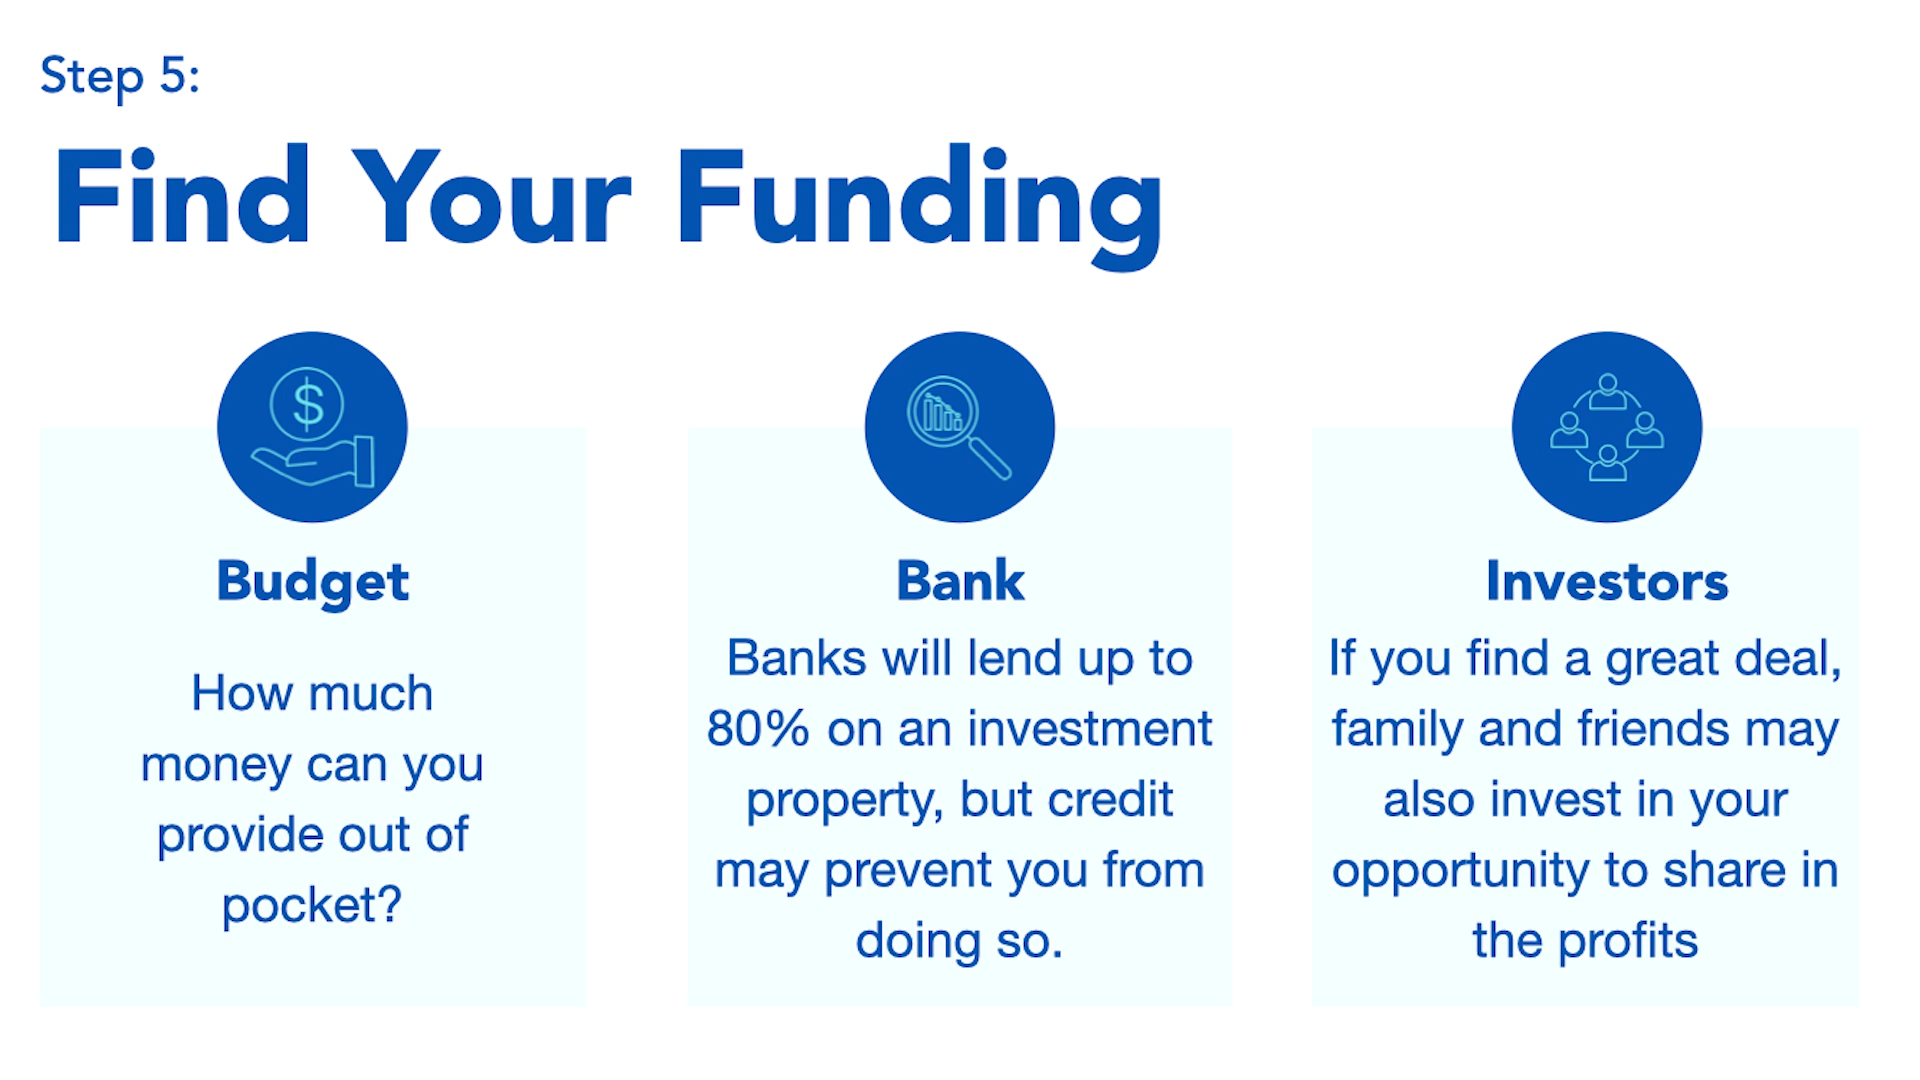 Step 5:
Find Your Funding
$
Budget
How much
money can you
provide out of
pocket?
Bank
Banks will lend up to
80% on an investment
property, but credit
may prevent you from
doing so.
Investors
If you find a great deal,
family and friends may
also invest in your
opportunity to share in
the profits